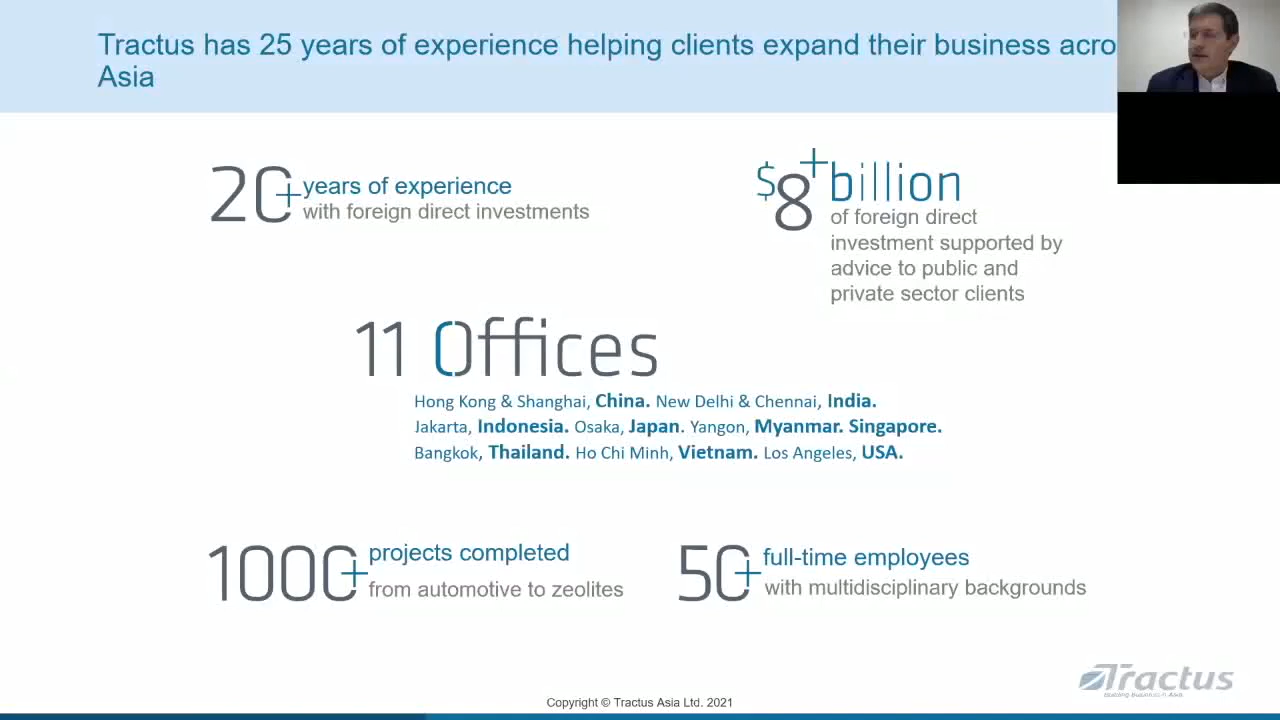 Tractus has 25 years of experience helping clients expand their business acro
Asia
20+ years of experience
with foreign direct investments
$8+ billion
of foreign direct
investment supported by
advice to public and
private sector clients
11 Offices
Hong Kong & Shanghai, China. New Delhi & Chennai, India.
Jakarta, Indonesia. Osaka, Japan. Yangon, Myanmar. Singapore.
Bangkok, Thailand. Ho Chi Minh, Vietnam. Los Angeles, USA.
1000+ projects completed
from automotive to zeolites
50+ full-time employees
with multidisciplinary backgrounds
Tractus
Building Business in Asia
Copyright © Tractus Asia Ltd. 2021